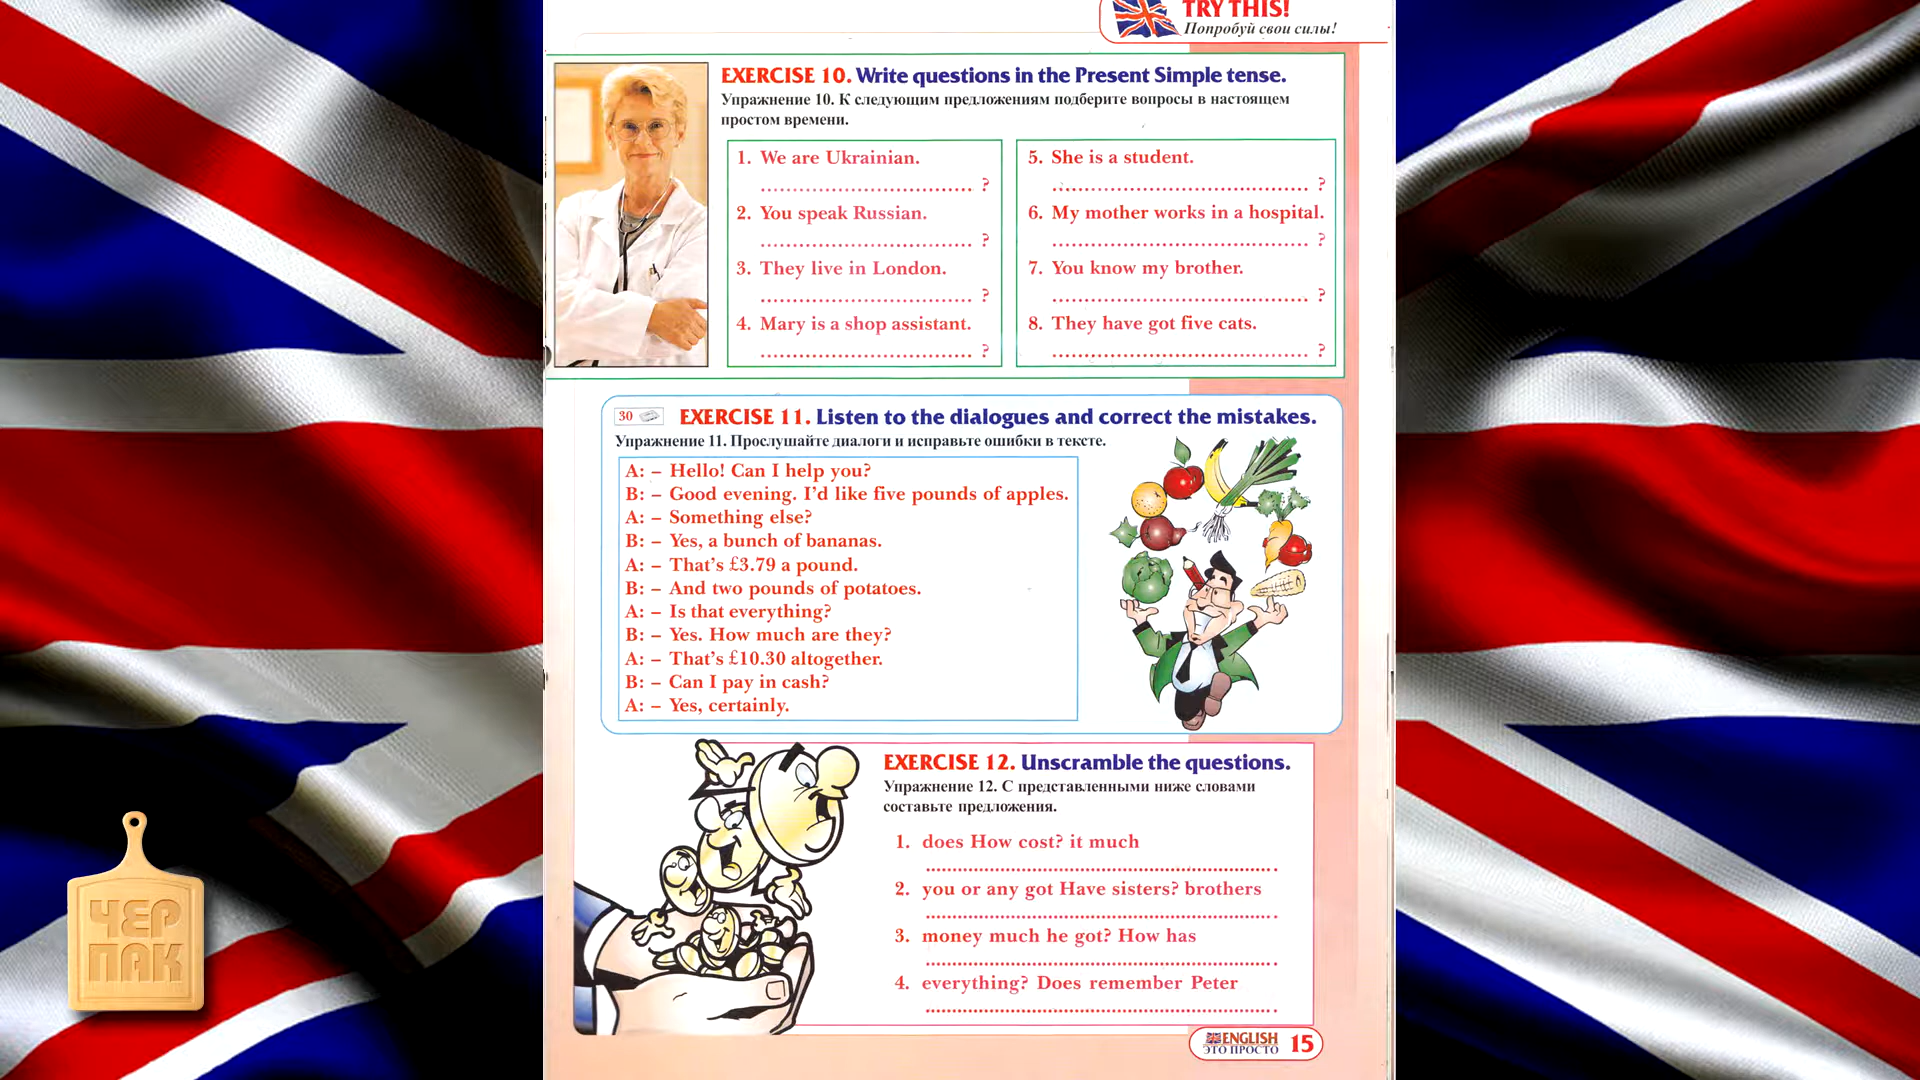 TRY THIS!
Попробуй свои силы!
EXERCISE 10. Write questions in the Present Simple tense.
Упражнение 10. К следующим предложениям подберите вопросы в настоящем
простом времени.
1. We are Ukrainian.
........................................ ?
2. You speak Russian.
........................................ ?
3. They live in London.
........................................ ?
4. Mary is a shop assistant.
........................................ ?
5. She is a student.
........................................ ?
6. My mother works in a hospital.
........................................ ?
7. You know my brother.
........................................ ?
8. They have got five cats.
........................................ ?
30
EXERCISE 11. Listen to the dialogues and correct the mistakes.
Упражнение 11. Прослушайте диалоги и исправьте ошибки в тексте.
A: – Hello! Can I help you?
B: – Good evening. I'd like five pounds of apples.
A: – Something else?
B: – Yes, a bunch of bananas.
A: – That's £3.79 a pound.
B: – And two pounds of potatoes.
A: – Is that everything?
B: – Yes. How much are they?
A: – That's £10.30 altogether.
B: – Can I pay in cash?
A: – Yes, certainly.
EXERCISE 12. Unscramble the questions.
Упражнение 12. С представленными ниже словами
составьте предложения.
1. does How cost? it much
........................................
2. you or any got Have sisters? brothers
........................................
3. money much he got? How has
........................................
4. everything? Does remember Peter
........................................
ENGLISH
ЭТО ПРОСТО
15
ЧЕР
ПАК